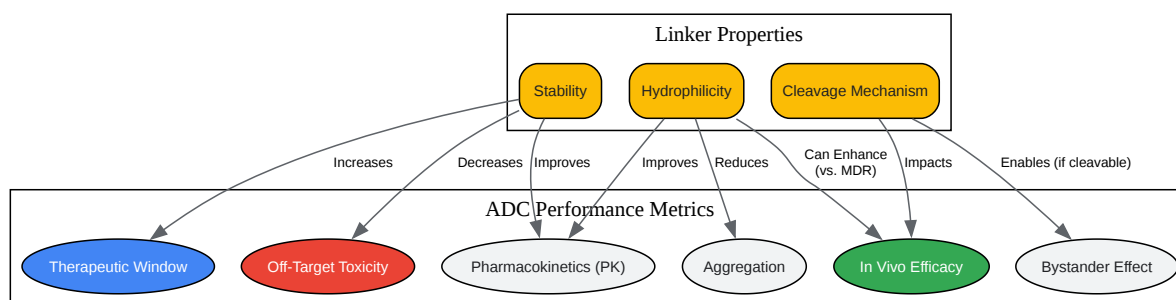 Linker Properties
Stability
Hydrophilicity
Cleavage Mechanism
Increases
Decreases
Improves
Improves
Reduces
Can Enhance
(vs. MDR)
Impacts
Enables (if cleavable)
ADC Performance Metrics
Therapeutic Window
Off-Target Toxicity
Pharmacokinetics (PK)
Aggregation
In Vivo Efficacy
Bystander Effect